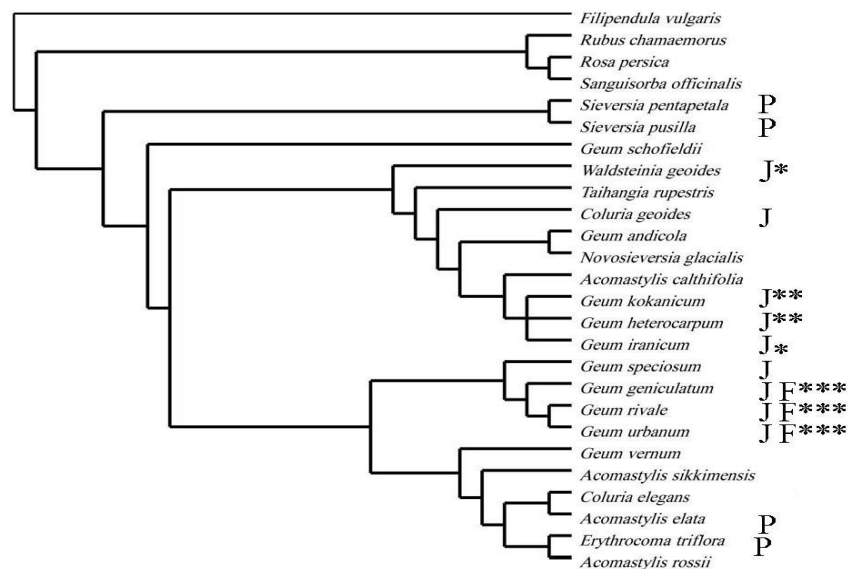 Filipendula vulgaris
Rubus chamaemorus
Rosa persica
Sanguisorba officinalis
Sieversia pentapetala P
Sieversia pusilla P
Geum schofieldii
Waldsteinia geoides J*
Taihangia rupestris
Coluria geoides J
Geum andicola
Novosieversia glacialis
Acomastylis calthifolia
Geum kokanicum J**
Geum heterocarpum J**
Geum iranicum J*
Geum speciosum J
Geum geniculatum J F***
Geum rivale J F***
Geum urbanum J F***
Geum vernum
Acomastylis sikkimensis
Coluria elegans
Acomastylis elata P
Erythrocoma triflora P
Acomastylis rossii